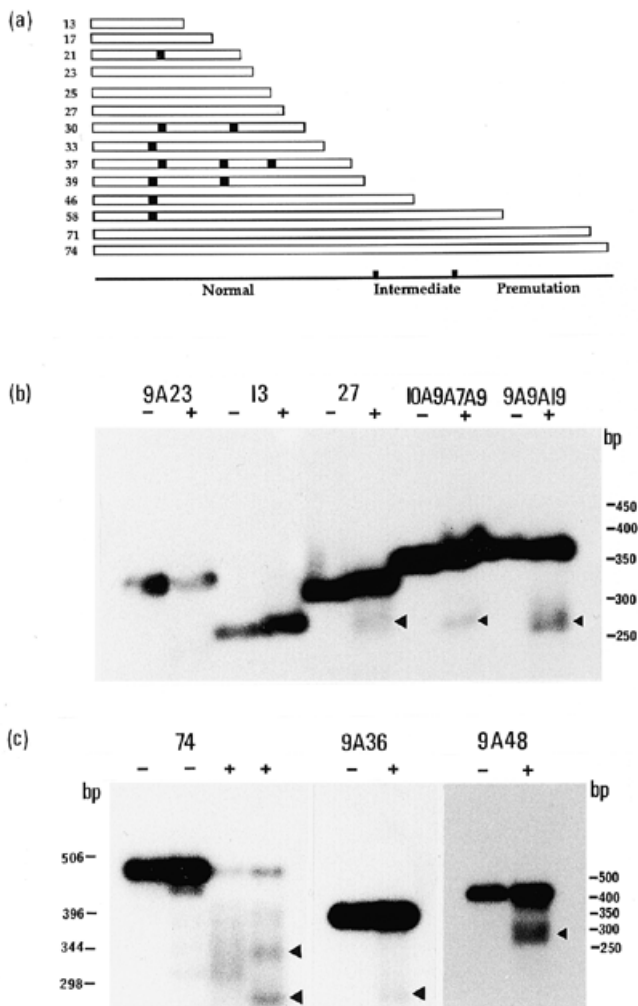 (a)
13
17
21
23
25
27
30
33
37
39
46
58
71
74
Normal Intermediate Premutation
(b)
9A23 13 27 10A9A7A9 9A9A19
− + − + − + − + − +
bp
450
400
350
300
250
(c)
74 9A36 9A48
− − + + − + − +
bp bp
506
396
344
298
500
400
350
300
250